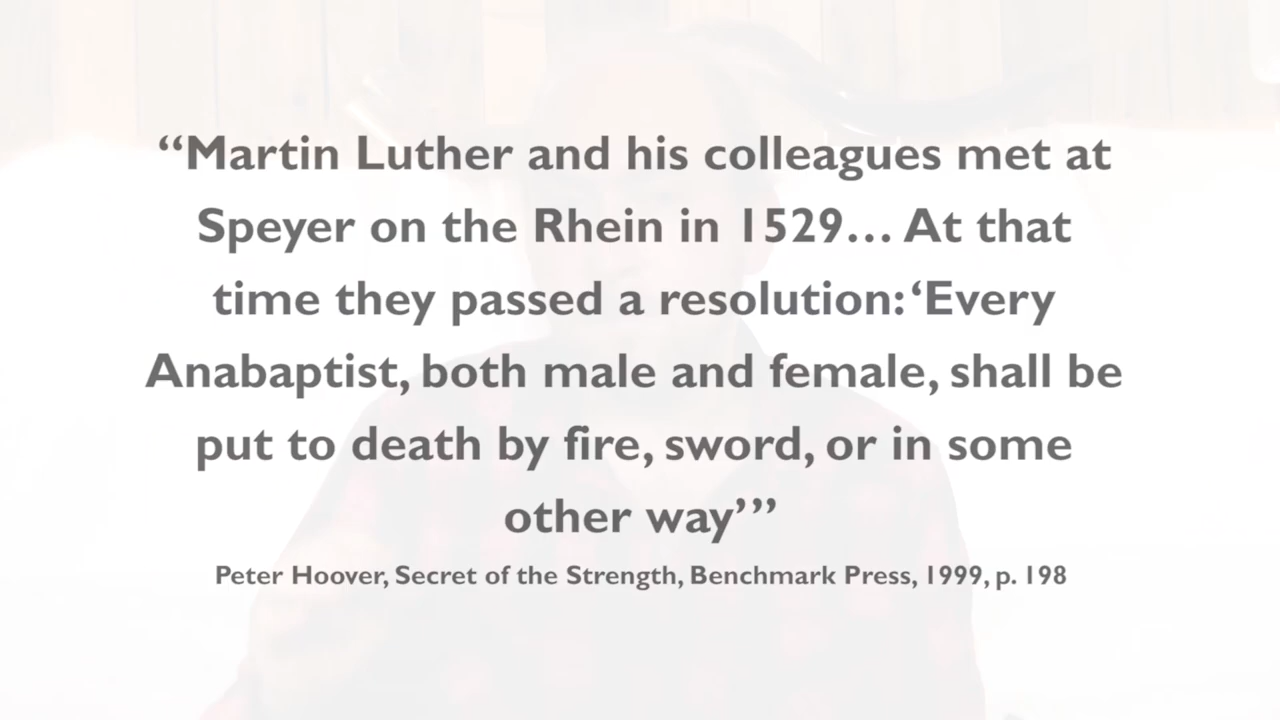 “Martin Luther and his colleagues met at
Speyer on the Rhein in 1529… At that
time they passed a resolution: ‘Every
Anabaptist, both male and female, shall be
put to death by fire, sword, or in some
other way’”
Peter Hoover, Secret of the Strength, Benchmark Press, 1999, p. 198